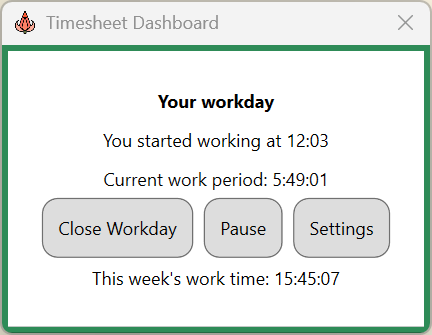 Timesheet Dashboard
Your workday
You started working at 12:03
Current work period: 5:49:01
Close Workday Pause Settings
This week's work time: 15:45:07